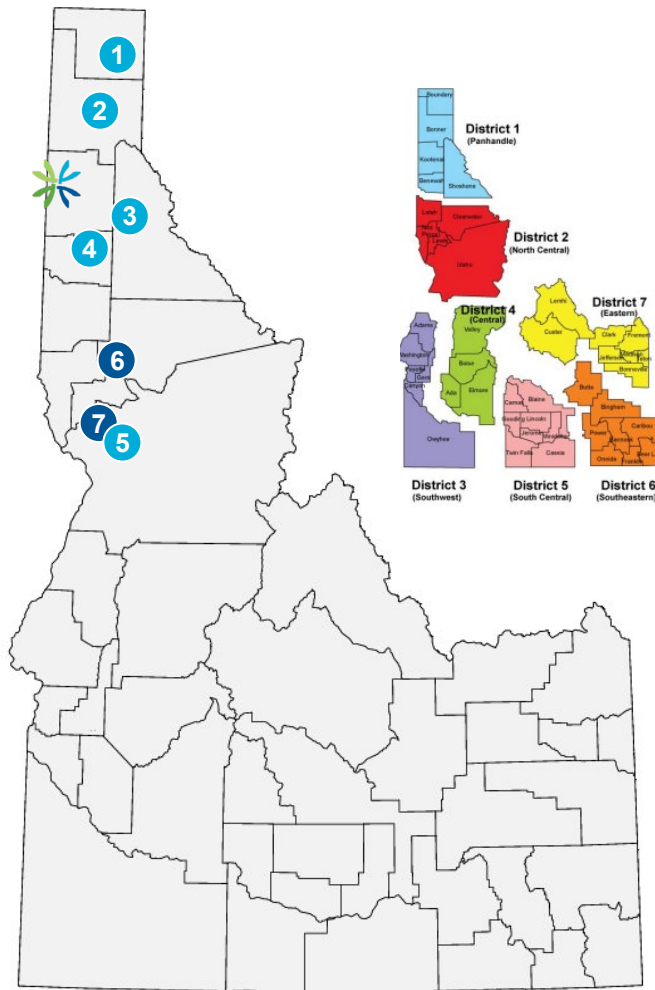 1
2
3
4
6
7
5
Boundary
Bonner
Kootenai
Benewah
Shoshone
District 1
(Panhandle)
Latah
Clearwater
Nez
Perce
Lewis
Idaho
District 2
(North Central)
District 4
(Central)
Adams
Washington
Payette
Gem
Canyon
Owyhee
Valley
Boise
Ada
Elmore
Lemhi
Custer
District 7
(Eastern)
Clark
Fremont
Jefferson
Madison
Teton
Bonneville
Camas
Blaine
Gooding
Lincoln
Jerome
Minidoka
Twin Falls
Cassia
Butte
Bingham
Power
Caribou
Bannock
Oneida
Franklin
Bear L
District 3
(Southwest)
District 5
(South Central)
District 6
(Southeastern)